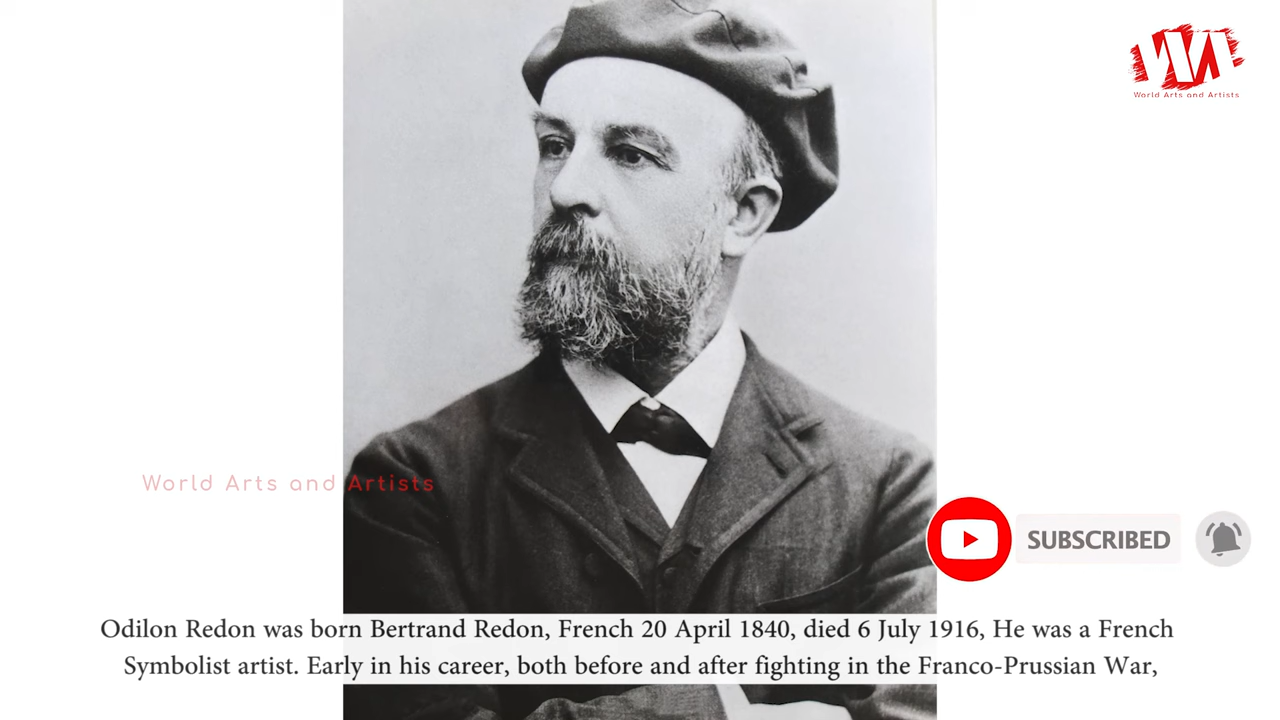 World Arts and Artists
World Arts and Artists
SUBSCRIBED
Odilon Redon was born Bertrand Redon, French 20 April 1840, died 6 July 1916, He was a French
Symbolist artist. Early in his career, both before and after fighting in the Franco-Prussian War,